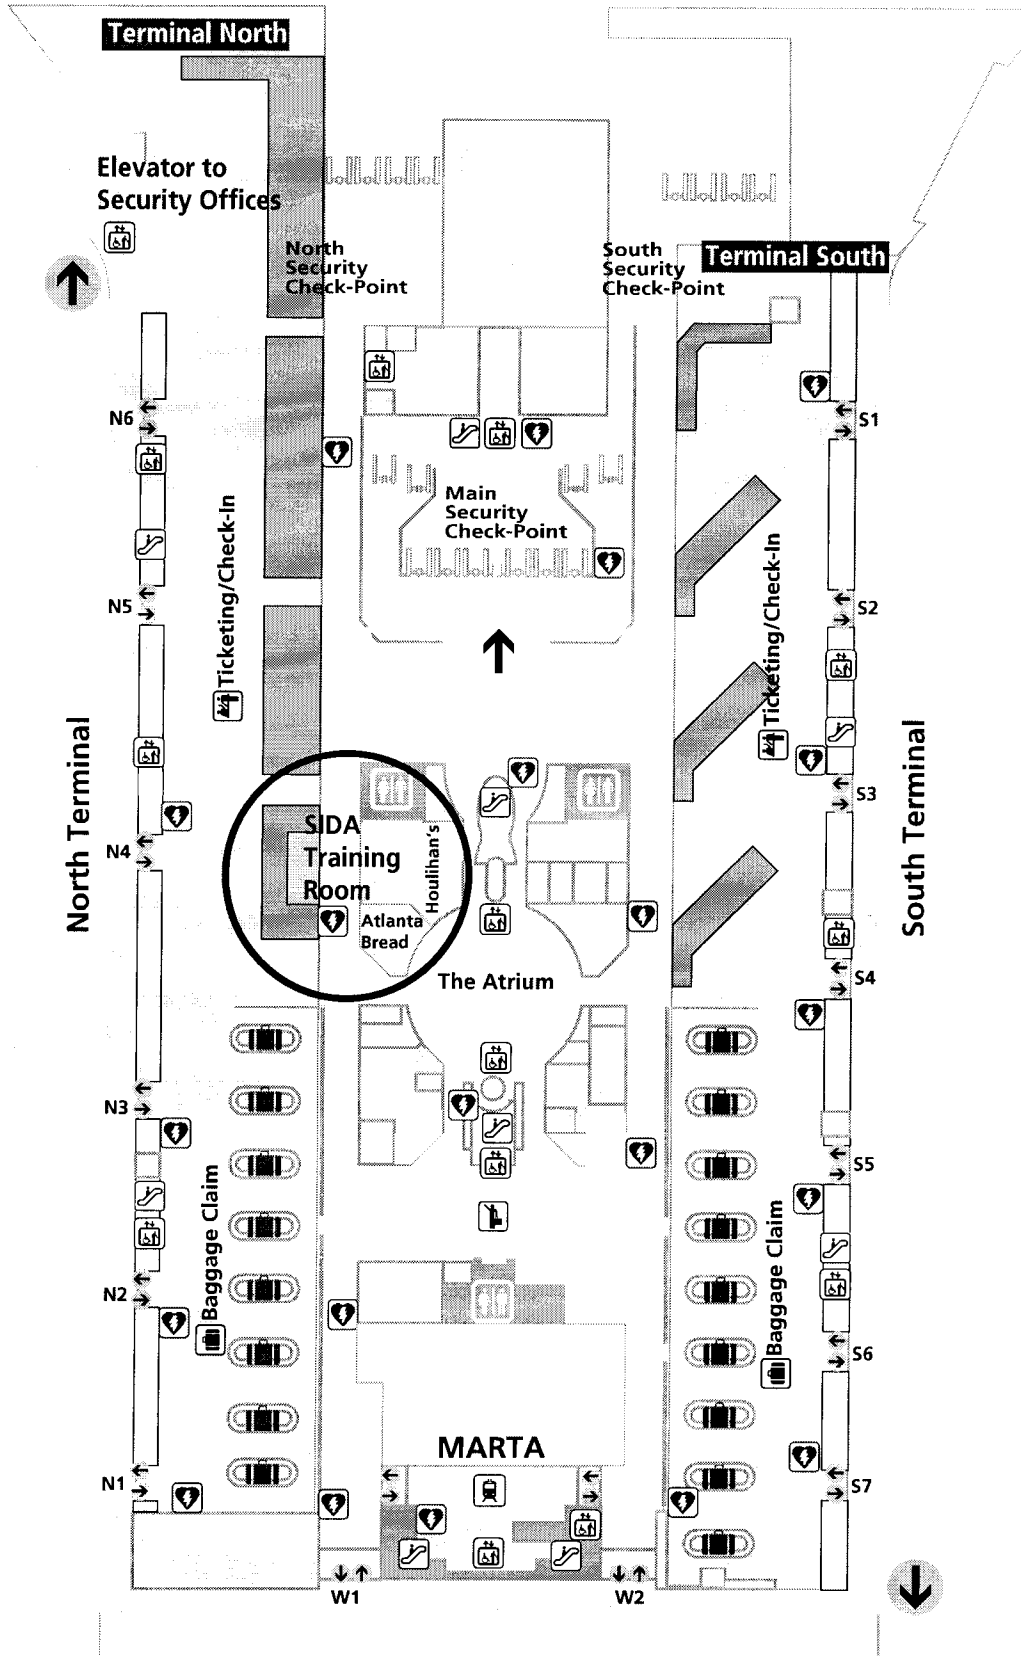 Terminal North
Elevator to
Security Offices
North
Security
Check-Point
South
Security
Check-Point
Terminal South
N6
S1
Main
Security
Check-Point
Ticketing/Check-In
N5
S2
Ticketing/Check-In
North Terminal
South Terminal
S3
SIDA
Training
Room
Houlihan's
N4
Atlanta
Bread
The Atrium
S4
N3
S5
Baggage Claim
Baggage Claim
N2
S6
MARTA
N1
S7
W1
W2